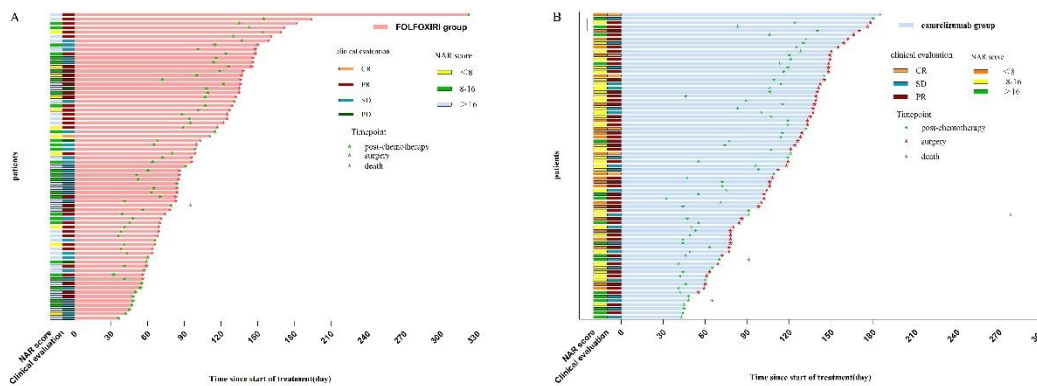 A
FOLFOXIRI group
clinical evaluation
CR
PR
SD
PD
NAR score
<8
8-16
>16
Timepoint
post-chemotherapy
surgery
death
patients
NAR score
Clinical evaluation
0
30
60
90
120
150
180
210
240
270
300
330
Time since start of treatment(day)
B
camrelizumab group
clinical evaluation
CR
SD
PR
NAR score
<8
8-16
>16
Timepoint
post-chemotherapy
surgery
death
patients
NAR score
Clinical evaluation
0
30
60
90
120
150
180
210
240
270
Time since start of treatment(day)